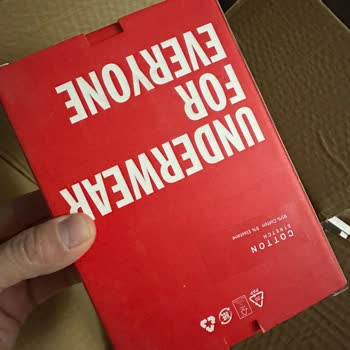 UNDERWEAR
FOR
EVERYONE
COTTON
STRETCH
95% Cotton 5% Elastane